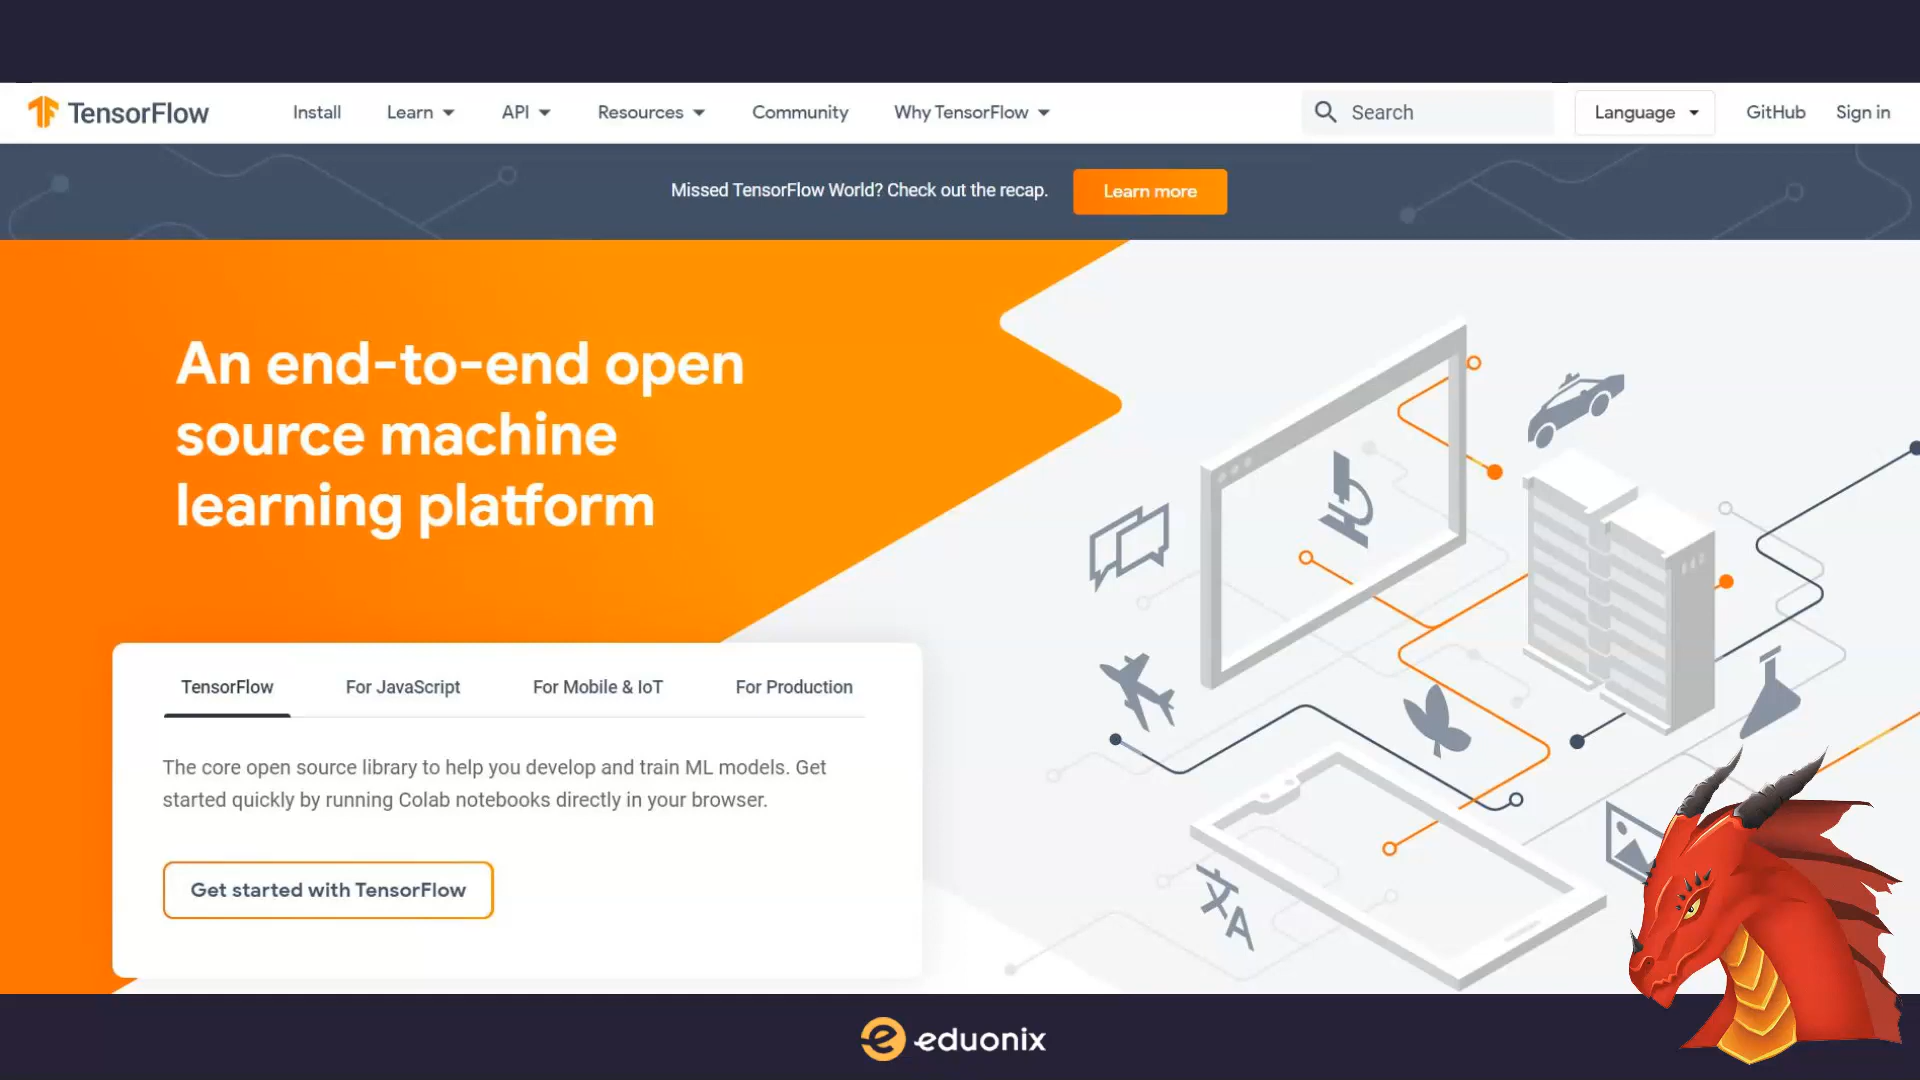 TensorFlow
Install
Learn
API
Resources
Community
Why TensorFlow
Search
Language
GitHub
Sign in
Missed TensorFlow World? Check out the recap.
Learn more
An end-to-end open
source machine
learning platform
TensorFlow
For JavaScript
For Mobile & IoT
For Production
The core open source library to help you develop and train ML models. Get
started quickly by running Colab notebooks directly in your browser.
Get started with TensorFlow
文A
eduonix